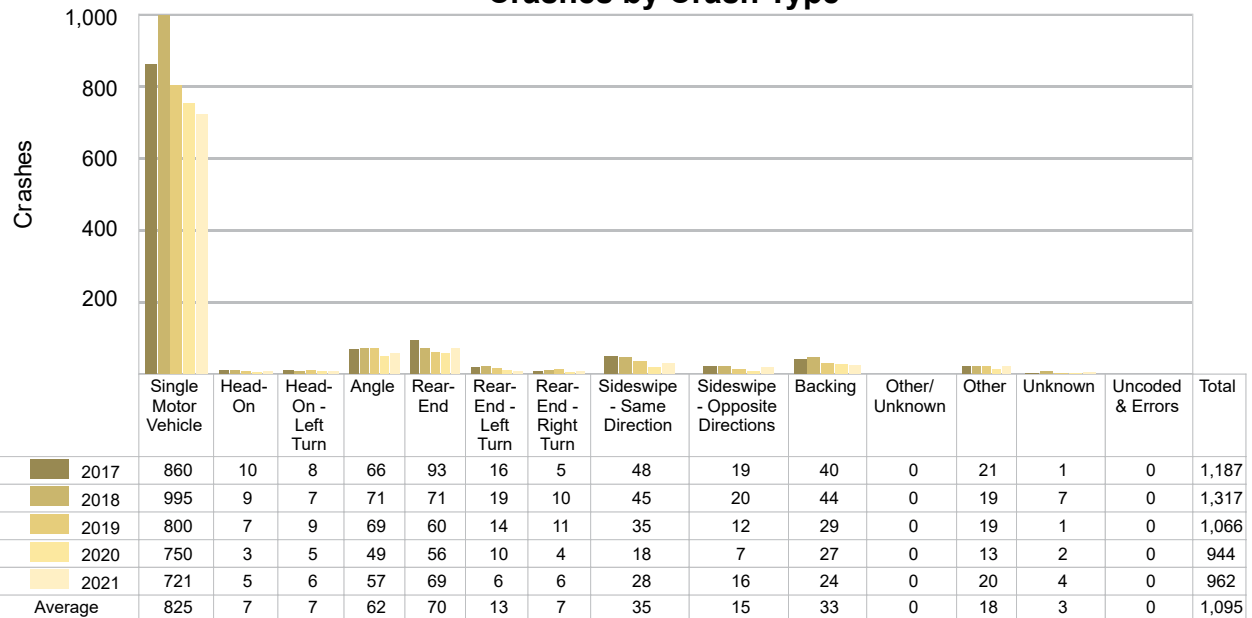 Crashes by Crash Type
1,000
800
600
400
200
Crashes
Single Motor Vehicle Head-On Head-On - Left Turn Angle Rear-End Rear-End - Left Turn Rear-End - Right Turn Sideswipe - Same Direction Sideswipe - Opposite Directions Backing Other/Unknown Other Unknown Uncoded & Errors Total
2017 860 10 8 66 93 16 5 48 19 40 0 21 1 0 1,187
2018 995 9 7 71 71 19 10 45 20 44 0 19 7 0 1,317
2019 800 7 9 69 60 14 11 35 12 29 0 19 1 0 1,066
2020 750 3 5 49 56 10 4 18 7 27 0 13 2 0 944
2021 721 5 6 57 69 6 6 28 16 24 0 20 4 0 962
Average 825 7 7 62 70 13 7 35 15 33 0 18 3 0 1,095